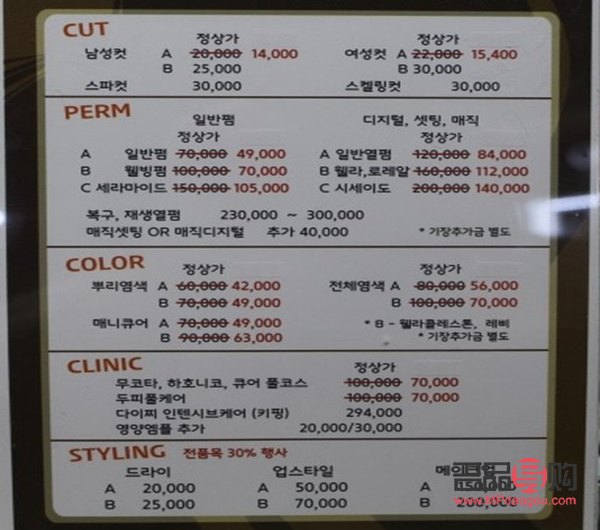 CUT
정상가 정상가
남성컷 A 20,000 14,000 여성컷 A 22,000 15,400
B 25,000 B 30,000
스파컷 30,000 스켈링컷 30,000
PERM
일반펌 디지털, 셋팅, 매직
정상가 정상가
A 일반펌 70,000 49,000 A 일반열펌 120,000 84,000
B 웰빙펌 100,000 70,000 B 웰라,로레알 160,000 112,000
C 세라마이드 150,000 105,000 C 시세이도 200,000 140,000
복구, 재생열펌 230,000 ~ 300,000
매직셋팅 OR 매직디지털 추가 40,000 * 기장추가금 별도
COLOR
정상가 정상가
뿌리염색 A 60,000 42,000 전체염색 A 80,000 56,000
B 70,000 49,000 B 100,000 70,000
매니큐어 A 70,000 49,000 * B - 웰라콜레스톤, 레삐
B 90,000 63,000 * 기장추가금 별도
CLINIC
정상가
무코타, 하호니코, 큐어 풀코스 100,000 70,000
두피풀케어 100,000 70,000
다이찌 인텐시브케어 (키핑) 294,000
영양엠플 추가 20,000/30,000
STYLING 전품목 30% 행사
드라이 업스타일
A 20,000 A 50,000 A
B 25,000 B 70,000 B 200,000